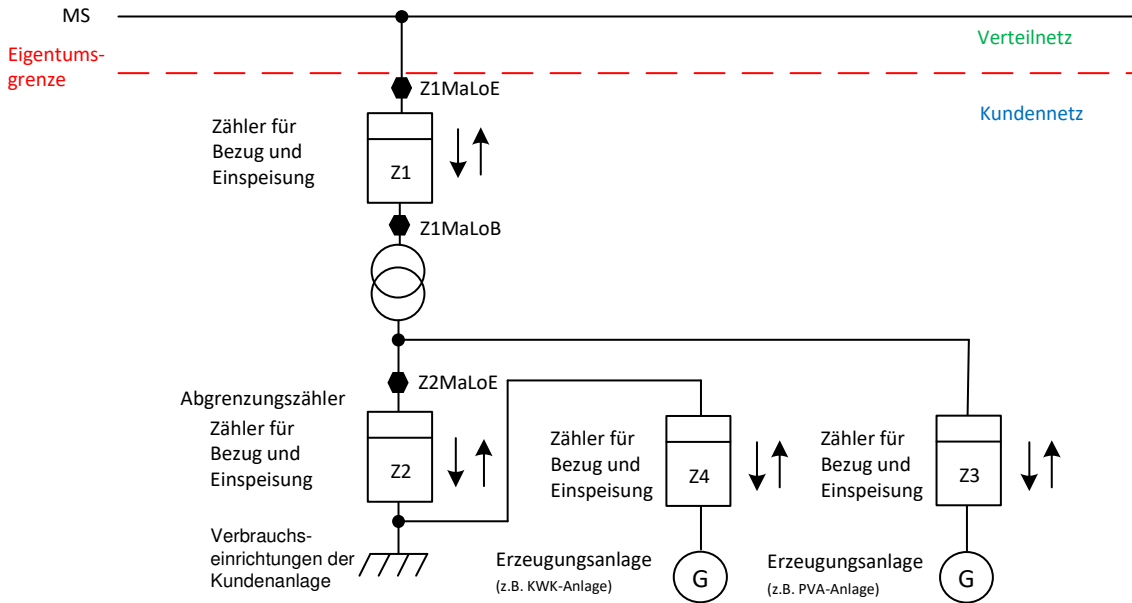 MS
Verteilnetz
Eigentums-
grenze
Z1MaLoE
Kundennetz
Zähler für
Bezug und
Einspeisung
Z1
Z1MaLoB
Z2MaLoE
Abgrenzungszähler
Zähler für
Bezug und
Einspeisung
Z2
Zähler für
Bezug und
Einspeisung
Z4
Zähler für
Bezug und
Einspeisung
Z3
Verbrauchs-
einrichtungen der
Kundenanlage
Erzeugungsanlage
(z.B. KWK-Anlage)
G
Erzeugungsanlage
(z.B. PVA-Anlage)
G